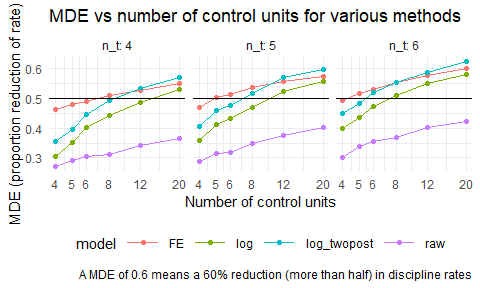 MDE vs number of control units for various methods
n_t: 4 n_t: 5 n_t: 6
MDE (proportion reduction of rate)
0.6
0.5
0.4
0.3
4 5 6 8 12 20 4 5 6 8 12 20 4 5 6 8 12 20
Number of control units
model FE log log_twopost raw
A MDE of 0.6 means a 60% reduction (more than half) in discipline rates